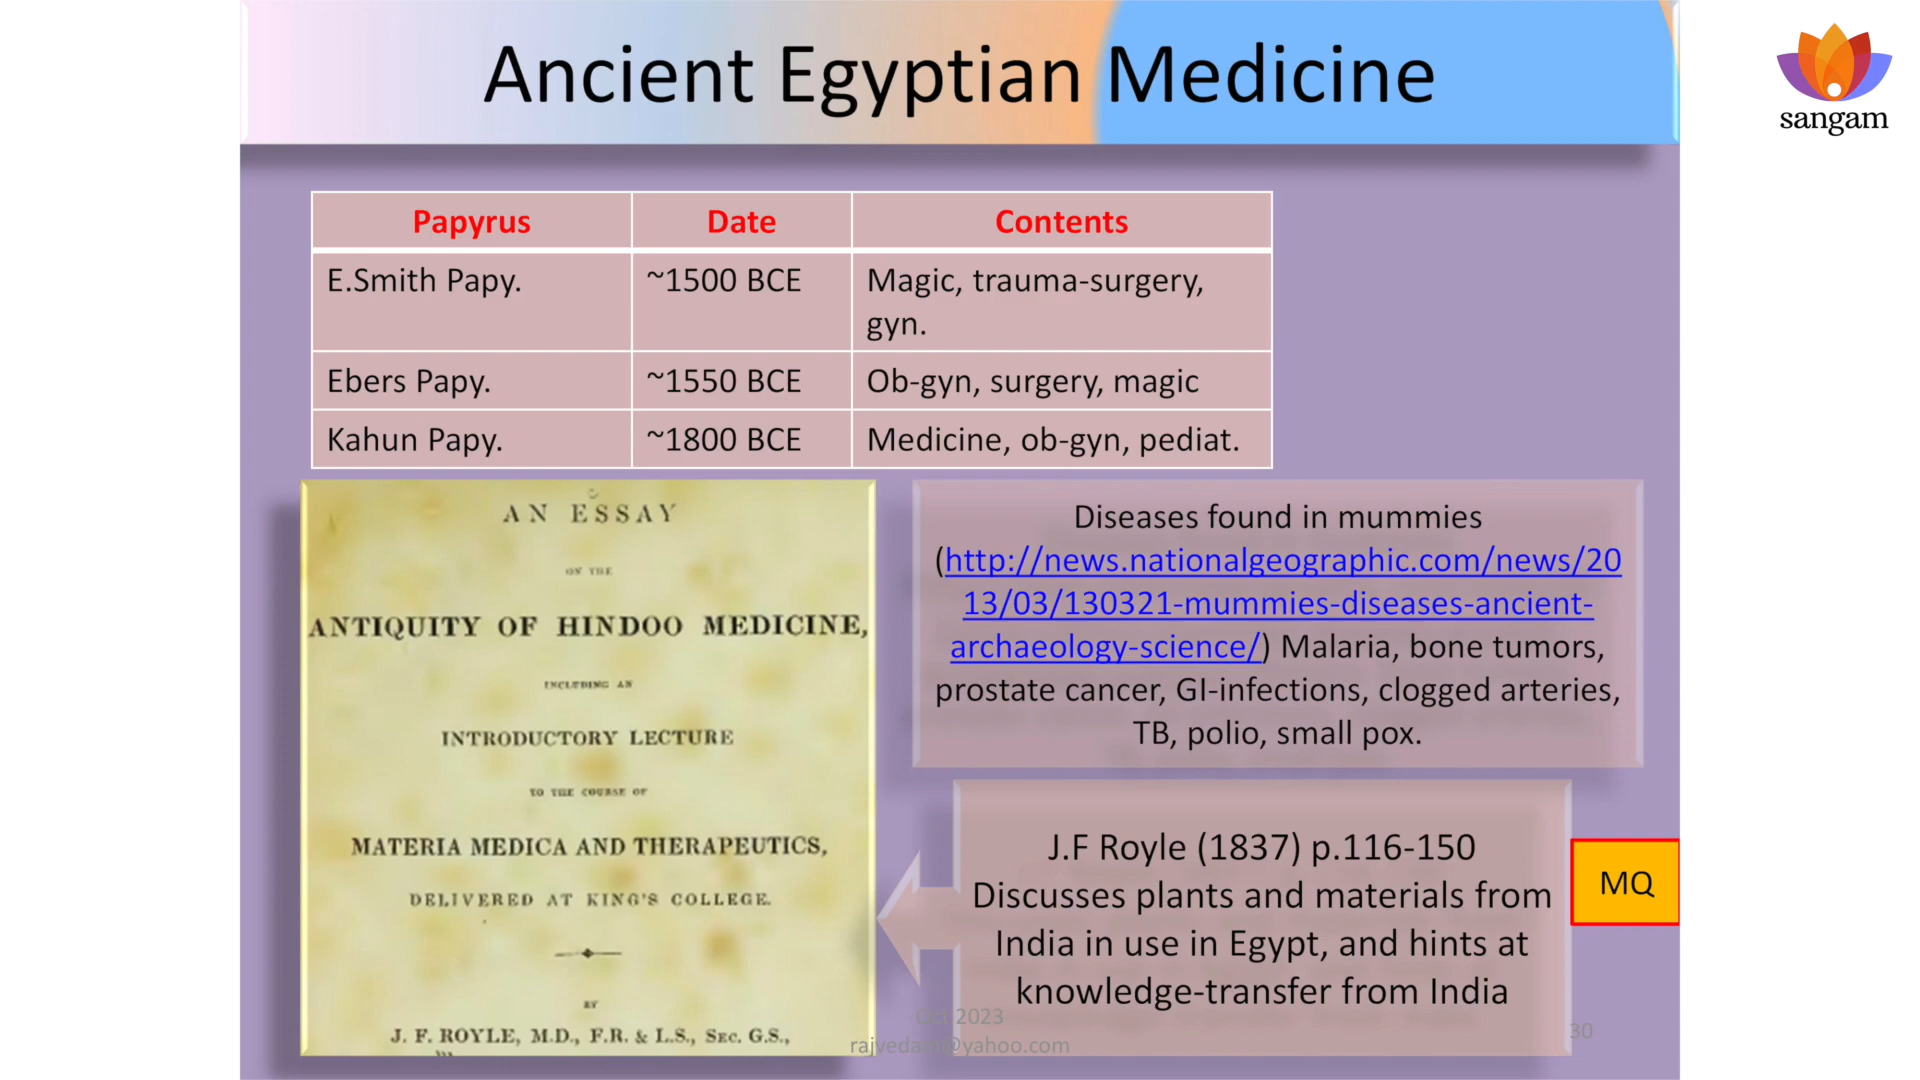 Ancient Egyptian Medicine
sangam
Papyrus Date Contents
E.Smith Papy. ~1500 BCE Magic, trauma-surgery,
gyn.
Ebers Papy. ~1550 BCE Ob-gyn, surgery, magic
Kahun Papy. ~1800 BCE Medicine, ob-gyn, pediat.
AN ESSAY
ON THE
ANTIQUITY OF HINDOO MEDICINE,
INCLUDING AN
INTRODUCTORY LECTURE
TO THE COURSE OF
MATERIA MEDICA AND THERAPEUTICS,
DELIVERED AT KING'S COLLEGE.
BY
J. F. ROYLE, M.D., F.R. & L.S., SEC. G.S.,
Diseases found in mummies
(http://news.nationalgeographic.com/news/20
13/03/130321-mummies-diseases-ancient-
archaeology-science/) Malaria, bone tumors,
prostate cancer, GI-infections, clogged arteries,
TB, polio, small pox.
J.F Royle (1837) p.116-150
Discusses plants and materials from
India in use in Egypt, and hints at
knowledge-transfer from India
MQ
2023
30